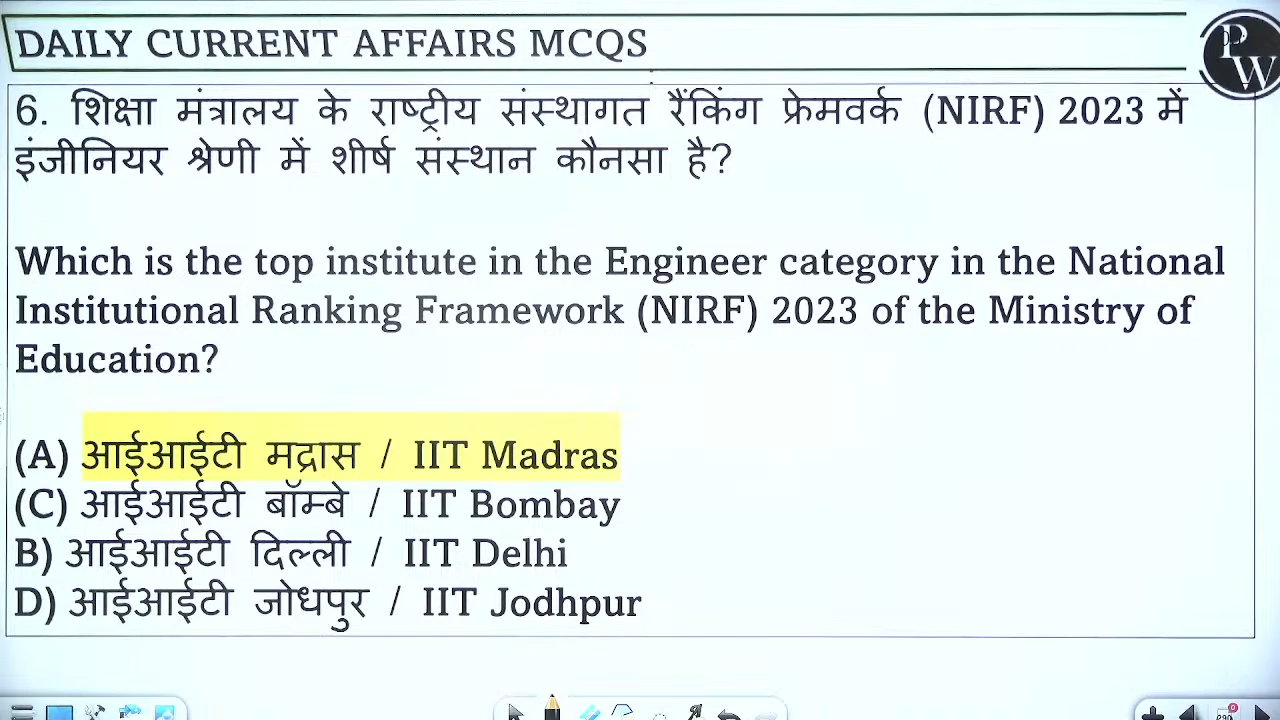 DAILY CURRENT AFFAIRS MCQS
PW
6. शिक्षा मंत्रालय के राष्ट्रीय संस्थागत रैंकिंग फ्रेमवर्क (NIRF) 2023 में
इंजीनियर श्रेणी में शीर्ष संस्थान कौनसा है?
Which is the top institute in the Engineer category in the National
Institutional Ranking Framework (NIRF) 2023 of the Ministry of
Education?
(A) आईआईटी मद्रास / IIT Madras
(C) आईआईटी बॉम्बे / IIT Bombay
B) आईआईटी दिल्ली / IIT Delhi
D) आईआईटी जोधपुर / IIT Jodhpur